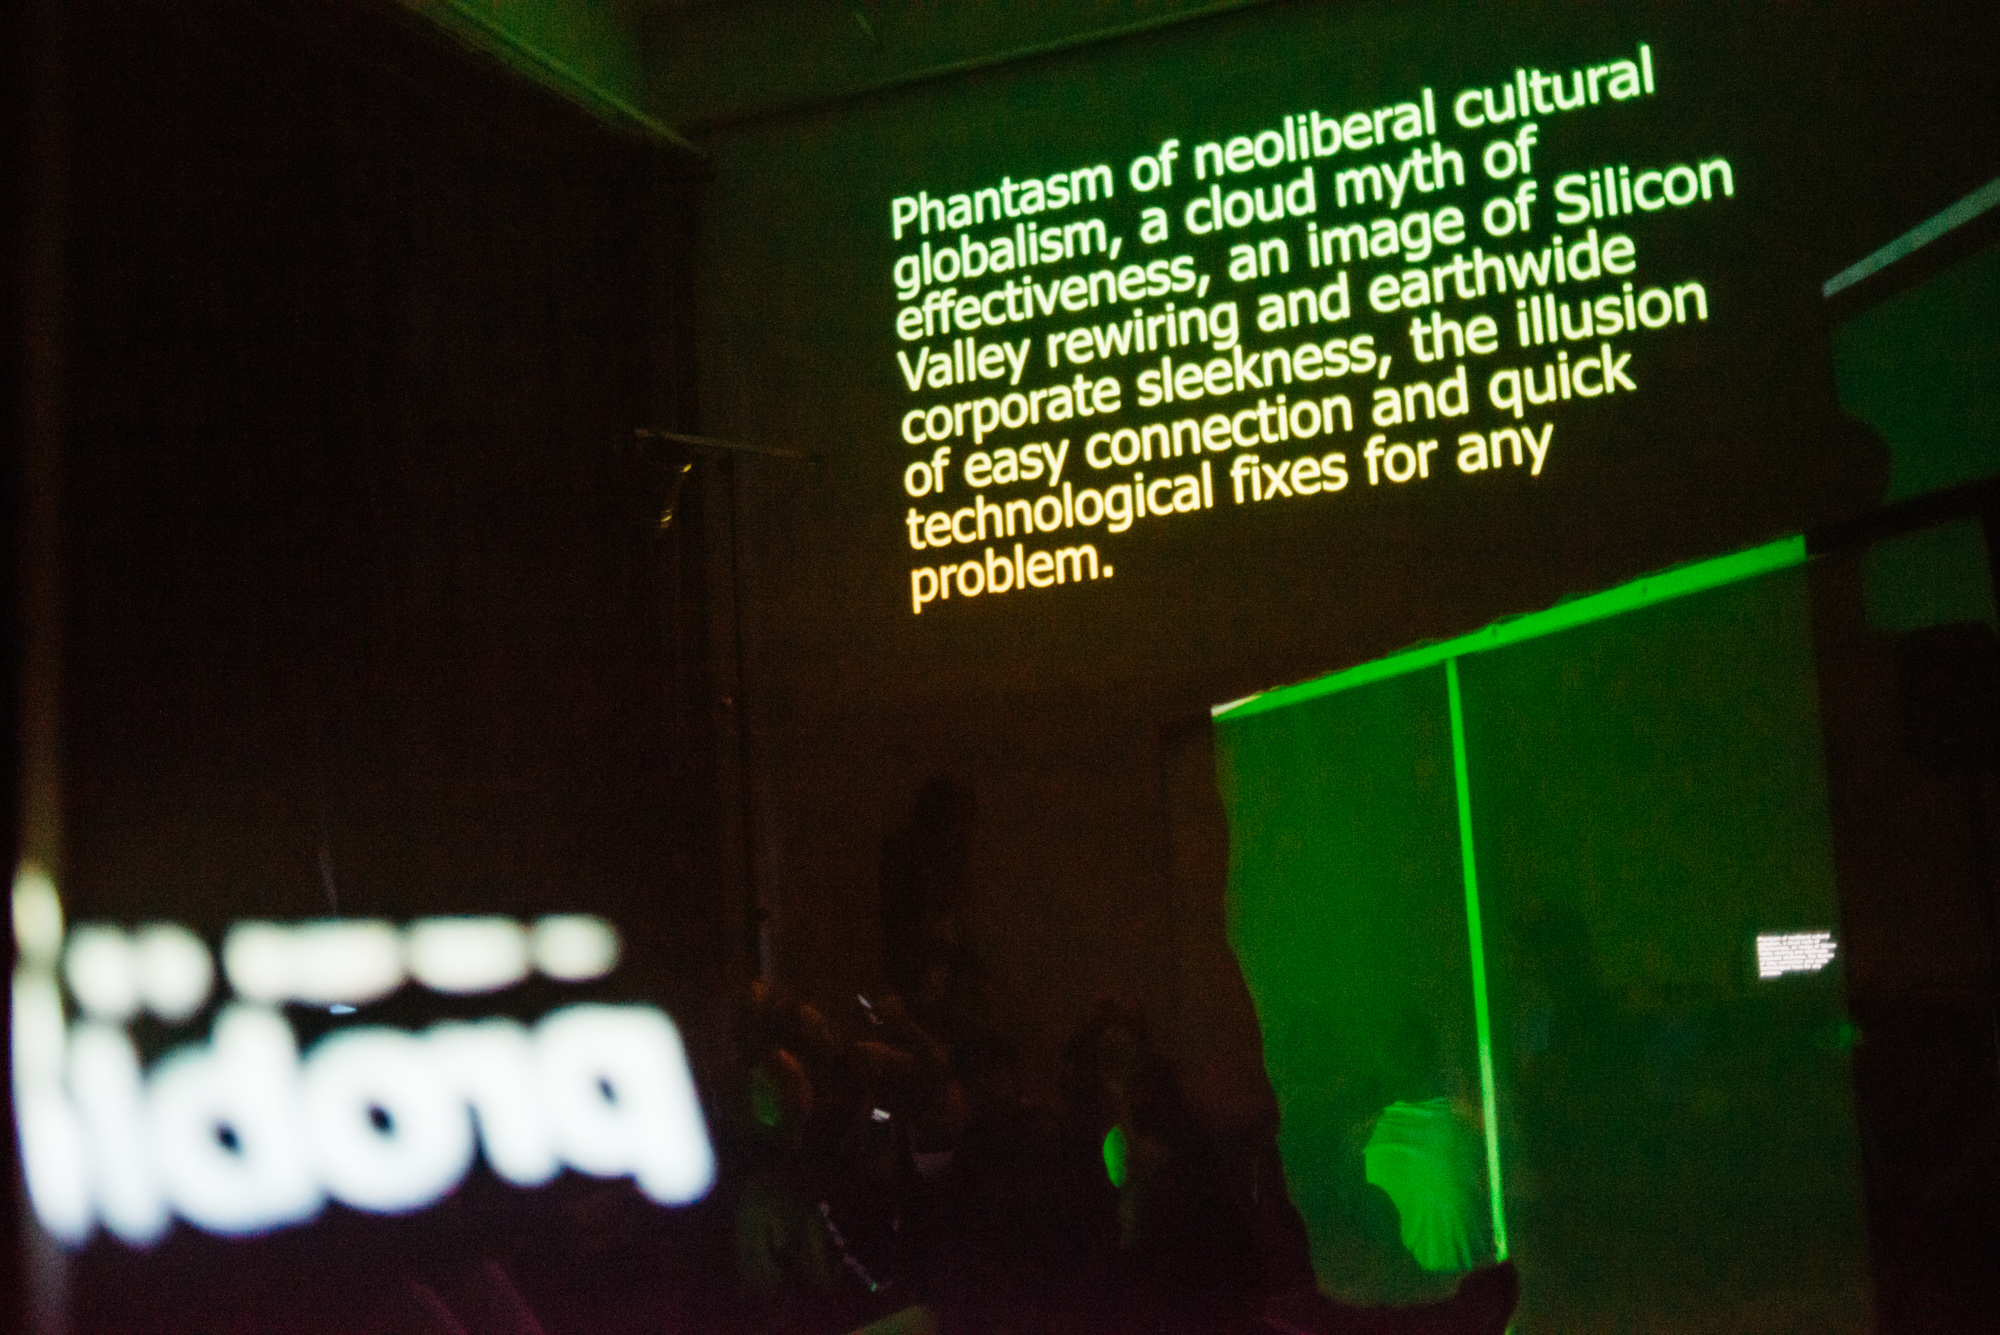 Phantasm of neoliberal cultural
globalism, a cloud myth of
effectiveness, an image of Silicon
Valley rewiring and earthwide
corporate sleekness, the illusion
of easy connection and quick
technological fixes for any
problem.